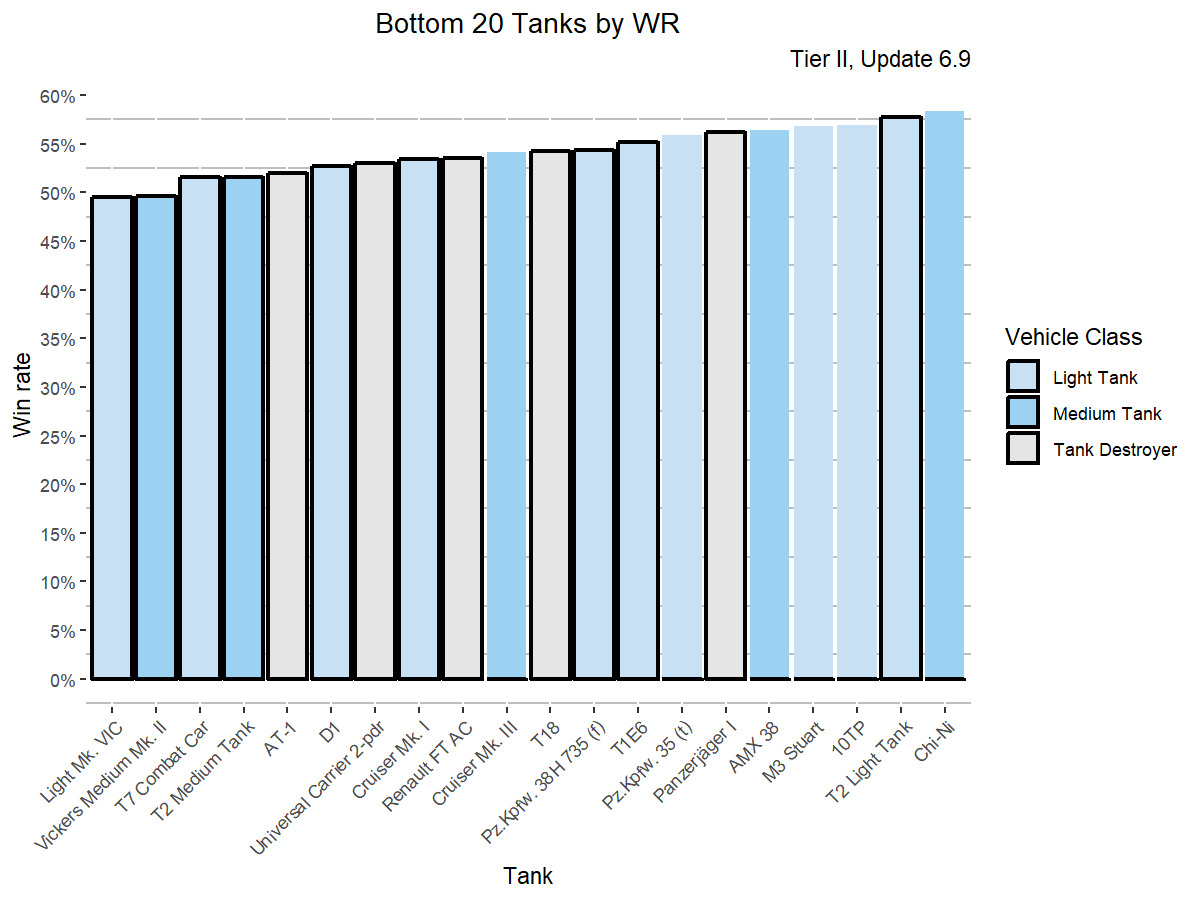 Bottom 20 Tanks by WR
Tier II, Update 6.9
60%
55%
50%
45%
40%
35%
30%
25%
20%
15%
10%
5%
0%
Win rate
Light Mk. VIC
Vickers Medium Mk. II
T7 Combat Car
T2 Medium Tank
AT-1
D1
Universal Carrier 2-pdr
Cruiser Mk. I
Renault FT AC
Cruiser Mk. III
T18
Pz.Kpfw. 38H 735 (f)
T1E6
Pz.Kpfw. 35 (t)
Panzerjäger I
AMX 38
M3 Stuart
10TP
T2 Light Tank
Chi-Ni
Tank
Vehicle Class
Light Tank
Medium Tank
Tank Destroyer